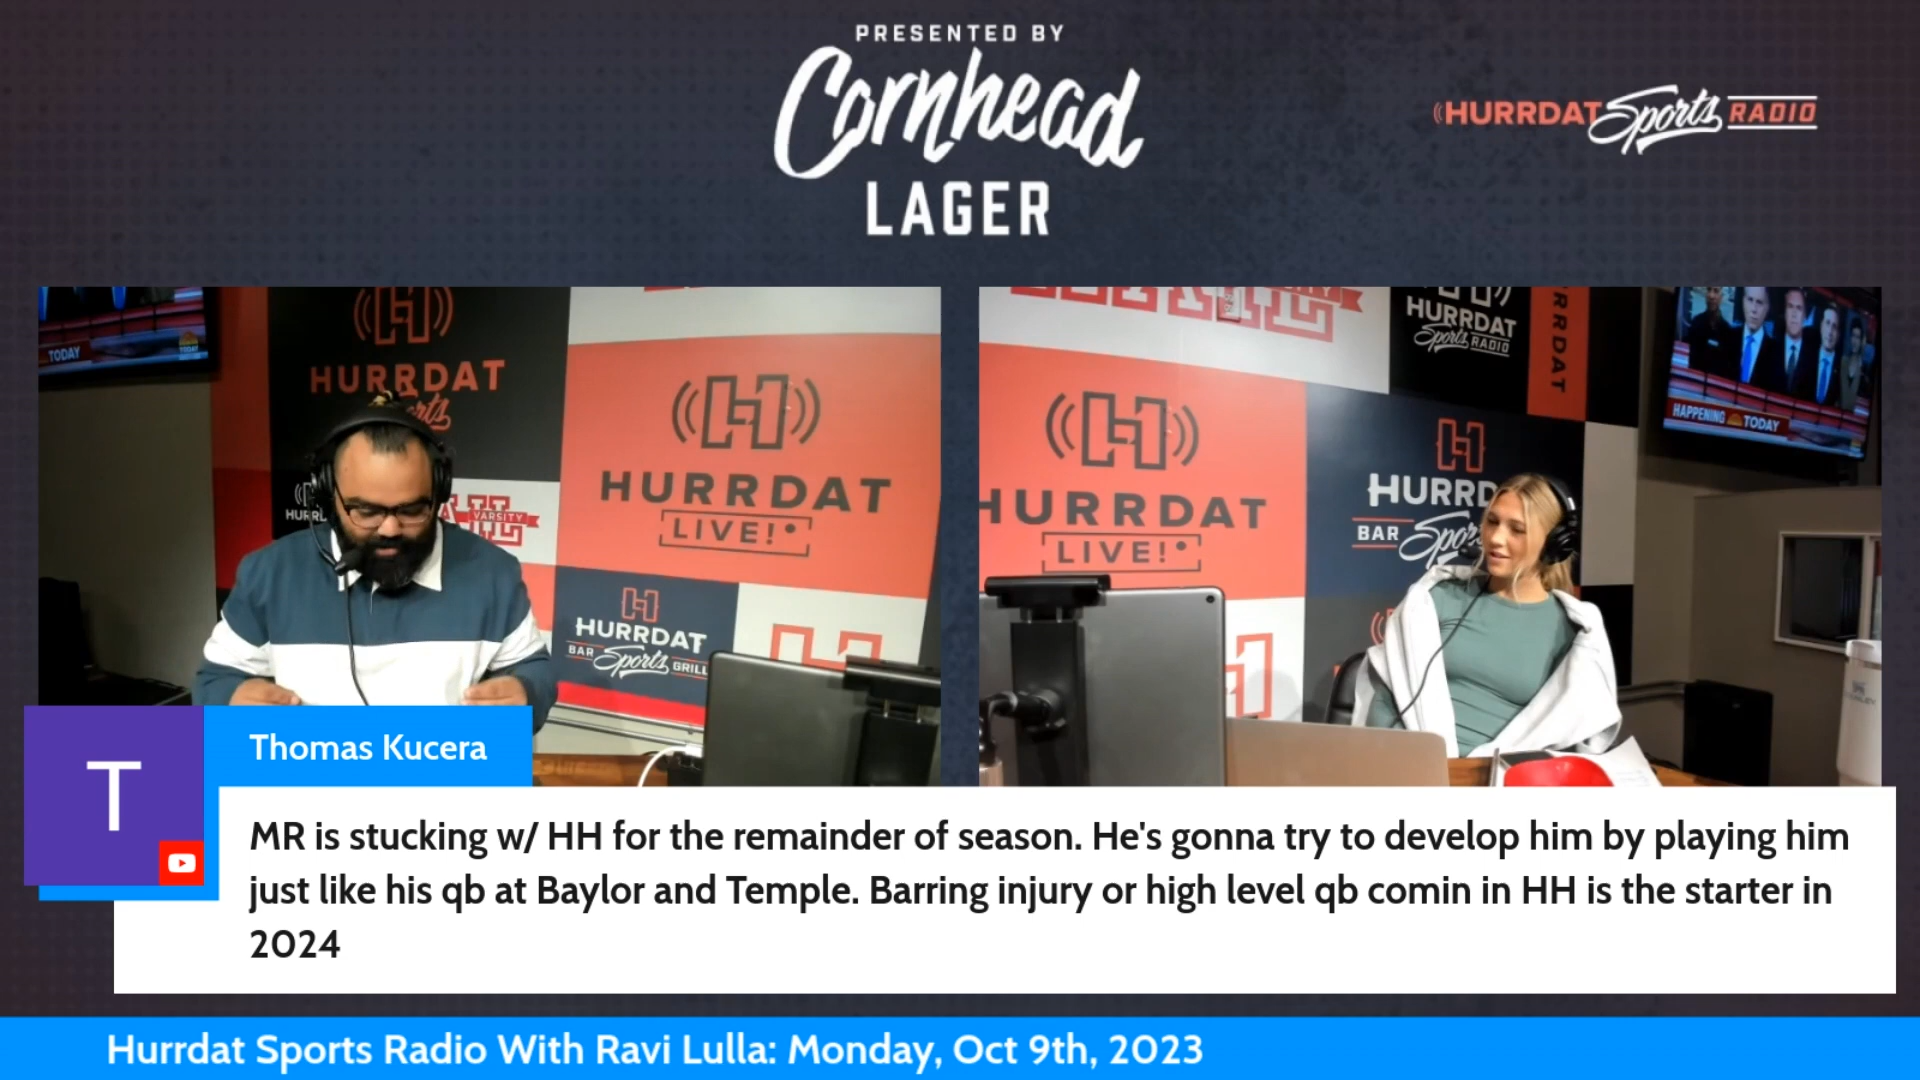 PRESENTED BY
Cornhead
LAGER
HURRDAT Sports RADIO
TODAY
TODAY
HURRDAT
HURRDAT
LIVE!
VARSITY
HURRDAT
BAR Sports GRILL
HURRDAT
Sports RADIO
HURRDAT
LIVE!
BAR
HAPPENING TODAY
T
Thomas Kucera
MR is stucking w/ HH for the remainder of season. He's gonna try to develop him by playing him
just like his qb at Baylor and Temple. Barring injury or high level qb comin in HH is the starter in
2024
Hurrdat Sports Radio With Ravi Lulla: Monday, Oct 9th, 2023